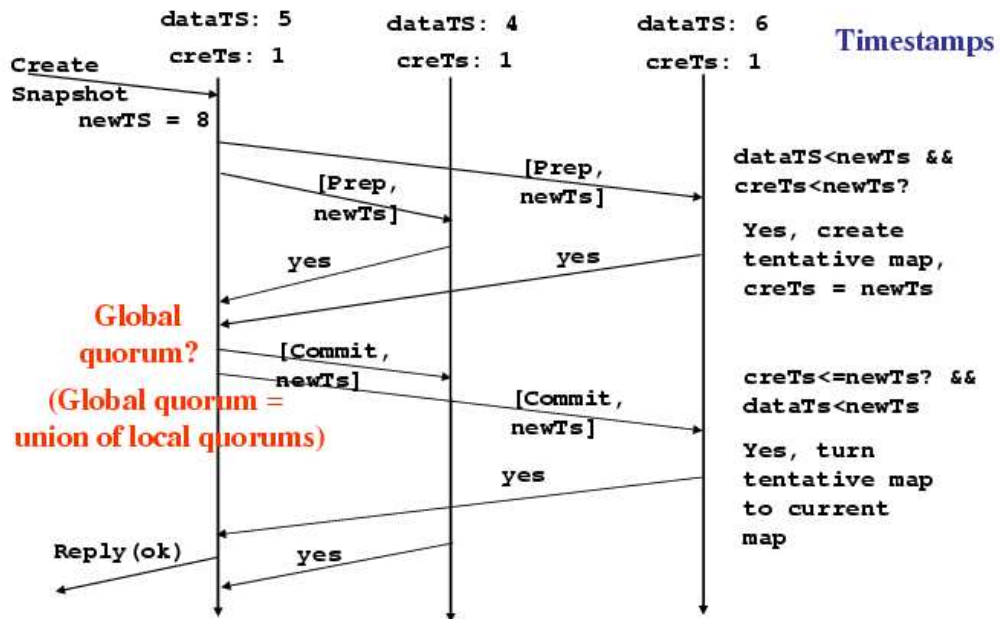 dataTS: 5
dataTS: 4
dataTS: 6
Timestamps
creTs: 1
creTs: 1
creTs: 1
Create
Snapshot
newTS = 8
[Prep,
newTs]
[Prep,
newTs]
dataTS<newTs &&
creTs<newTs?
yes
yes
Yes, create
tentative map,
creTs = newTs
Global
quorum?
(Global quorum =
union of local quorums)
[Commit,
newTs]
[Commit,
newTs]
creTs<=newTs? &&
dataTs<newTs
Yes, turn
tentative map
to current
map
yes
yes
Reply(ok)